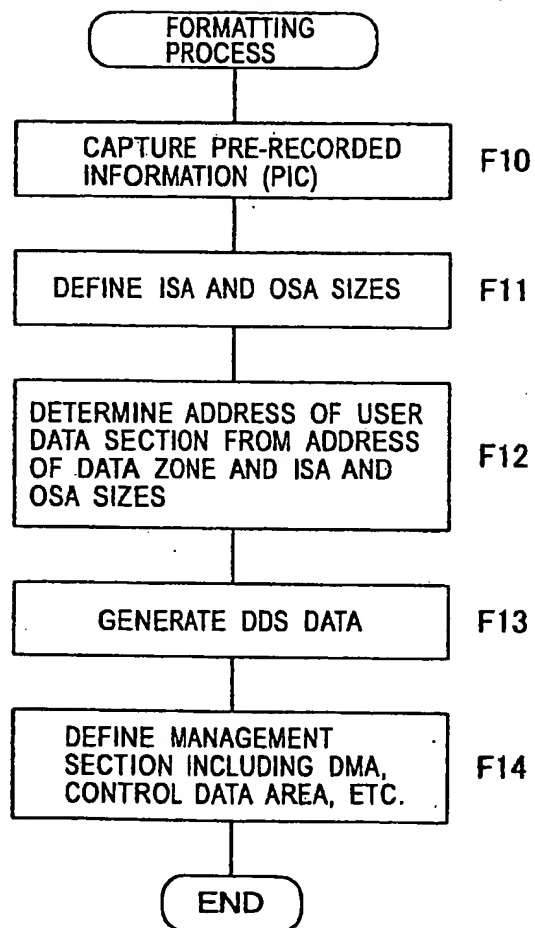 FORMATTING
PROCESS
CAPTURE PRE-RECORDED
INFORMATION (PIC)
F10
DEFINE ISA AND OSA SIZES
F11
DETERMINE ADDRESS OF USER
DATA SECTION FROM ADDRESS
OF DATA ZONE AND ISA AND
OSA SIZES
F12
GENERATE DDS DATA
F13
DEFINE MANAGEMENT
SECTION INCLUDING DMA,
CONTROL DATA AREA, ETC.
F14
END